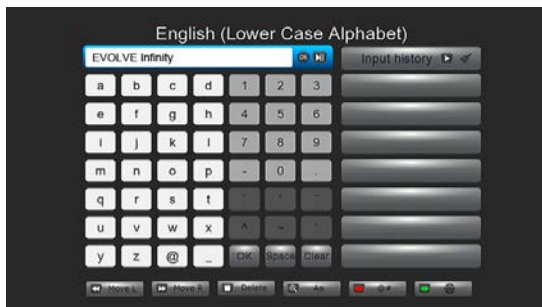 English (Lower Case Alphabet)
EVOLVE Infinity OK
Input history
a b c d 1 2 3
e f g h 4 5 6
i j k l 7 8 9
m n o p - 0 .
q r s t
u v w x ^ ~
y z @ _ OK Space Clear
Move L Move R Delete